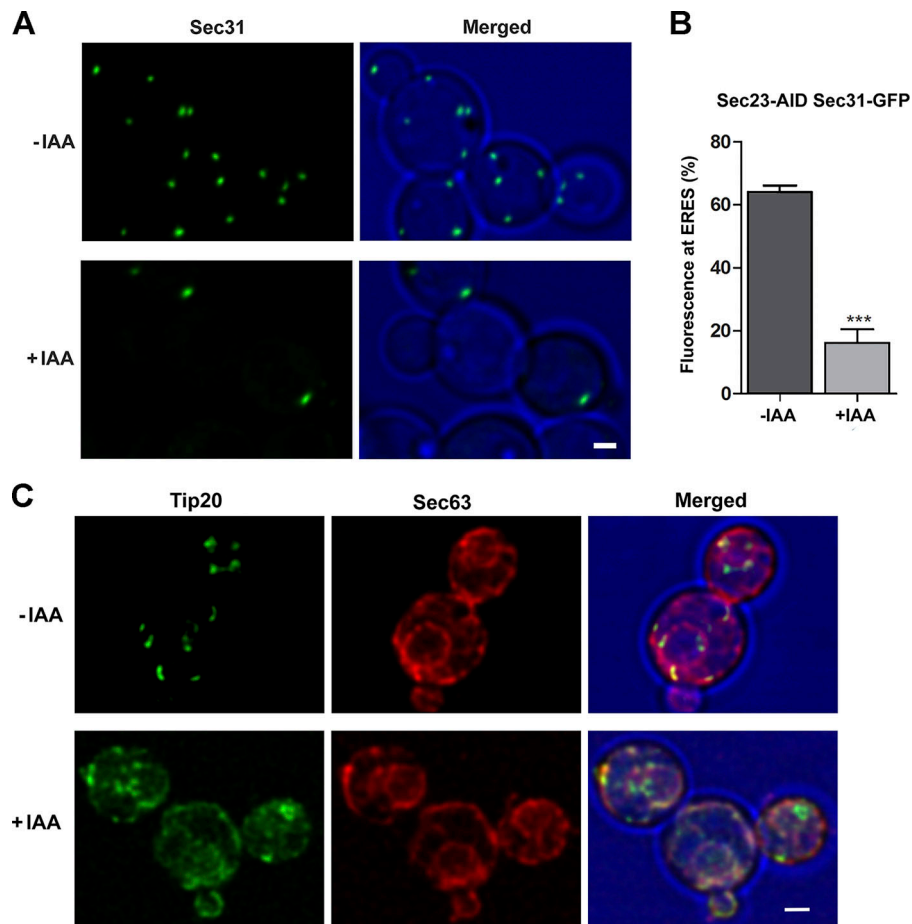 A
Sec31
Merged
-IAA
+IAA
B
Sec23-AID Sec31-GFP
Fluorescence at ERES (%)
80
60
40
20
0
***
-IAA
+IAA
C
Tip20
Sec63
Merged
-IAA
+IAA